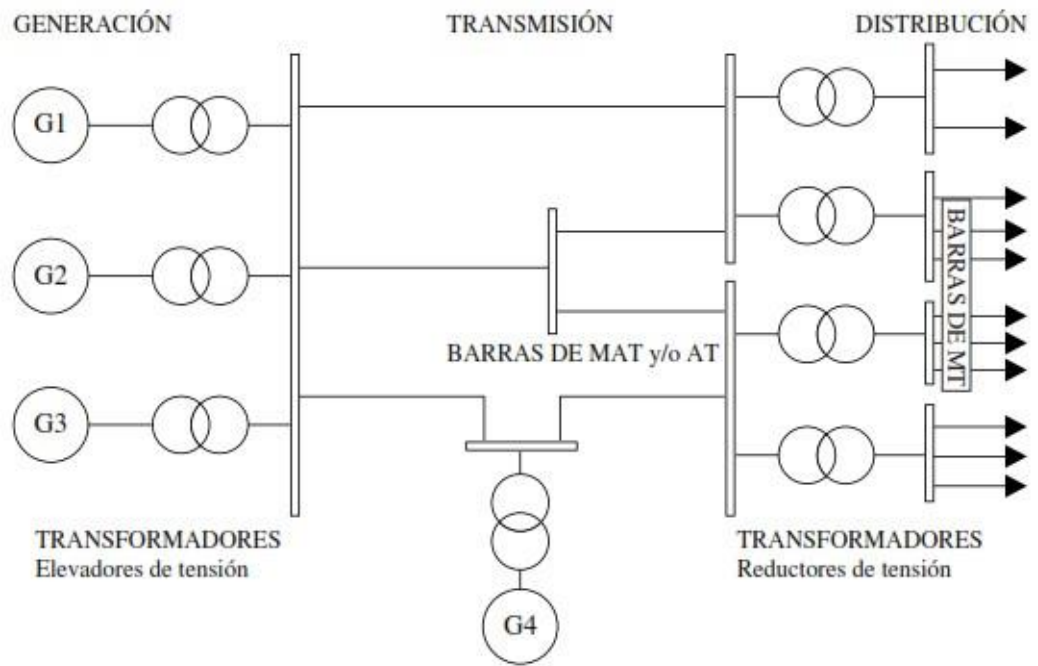 GENERACIÓN
TRANSMISIÓN
DISTRIBUCIÓN
G1
G2
BARRAS DE MT
BARRAS DE MAT y/o AT
G3
TRANSFORMADORES
Elevadores de tensión
TRANSFORMADORES
Reductores de tensión
G4